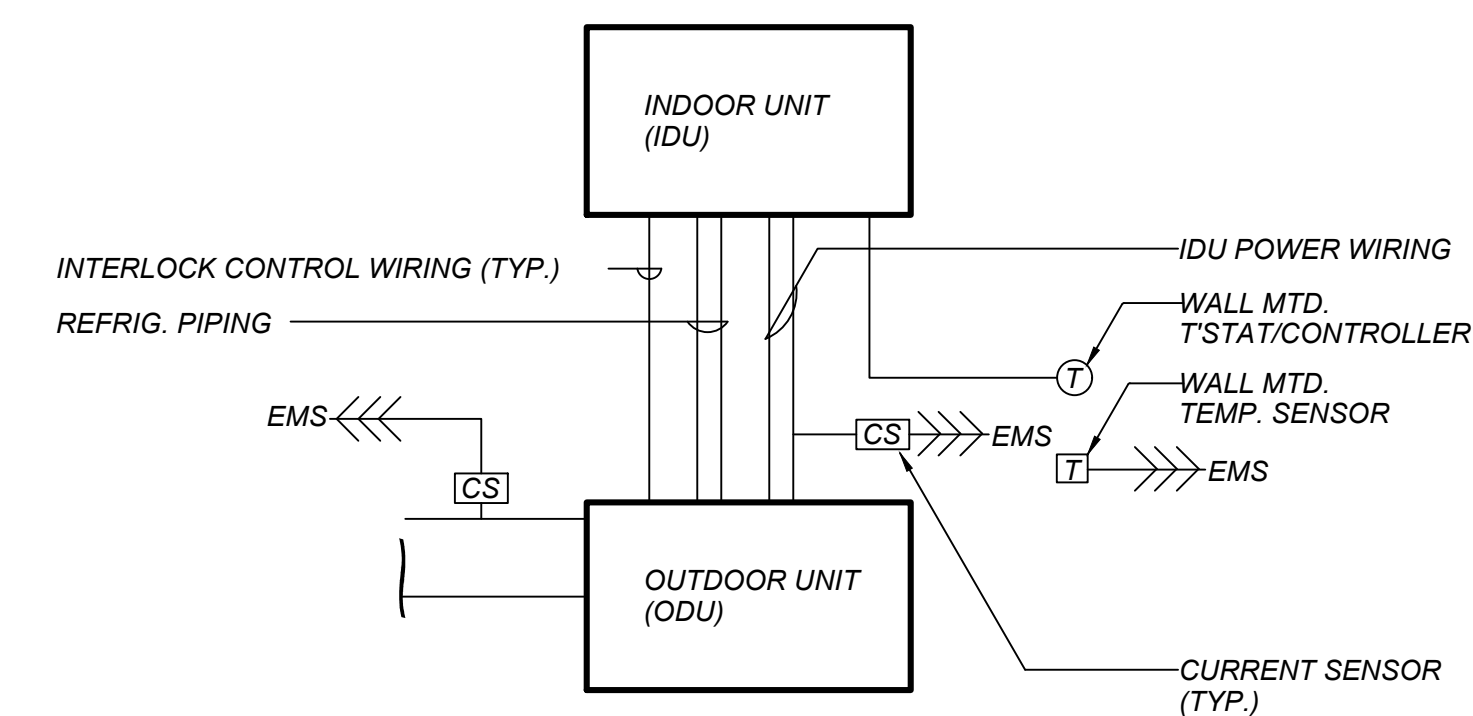 INDOOR UNIT
(IDU)
INTERLOCK CONTROL WIRING (TYP.)
REFRIG. PIPING
IDU POWER WIRING
WALL MTD.
T'STAT/CONTROLLER
T
WALL MTD.
TEMP. SENSOR
EMS
CS
EMS
T
EMS
CS
OUTDOOR UNIT
(ODU)
CURRENT SENSOR
(TYP.)